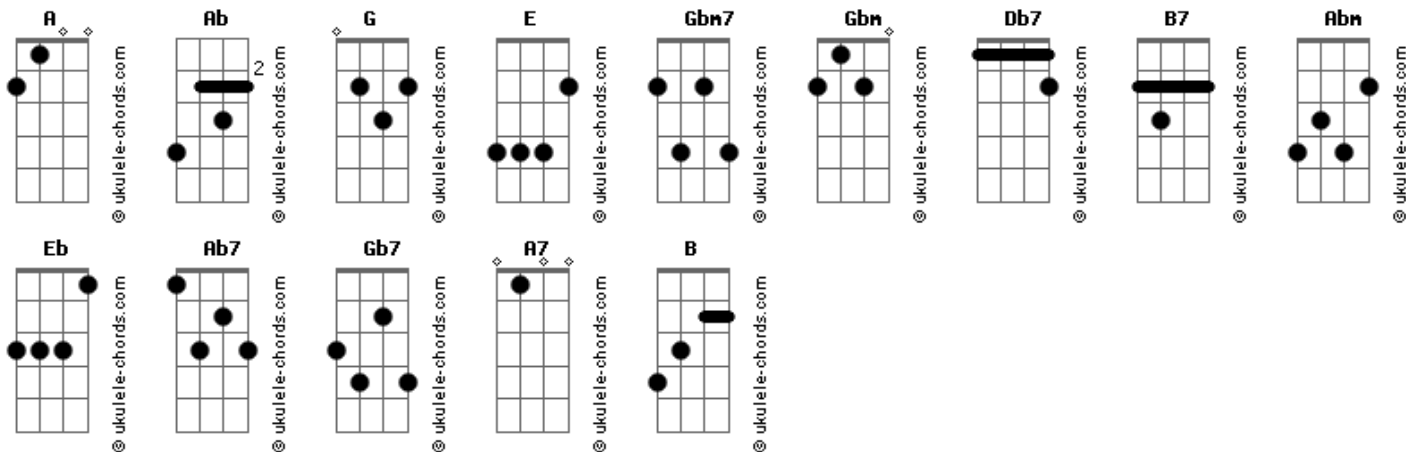 A Ab G E Gbm7 Gbm Db7 B7 Abm
2
© ukulele-chords.com © ukulele-chords.com © ukulele-chords.com © ukulele-chords.com © ukulele-chords.com © ukulele-chords.com © ukulele-chords.com © ukulele-chords.com © ukulele-chords.com
Eb Ab7 Gb7 A7 B
© ukulele-chords.com © ukulele-chords.com © ukulele-chords.com © ukulele-chords.com © ukulele-chords.com